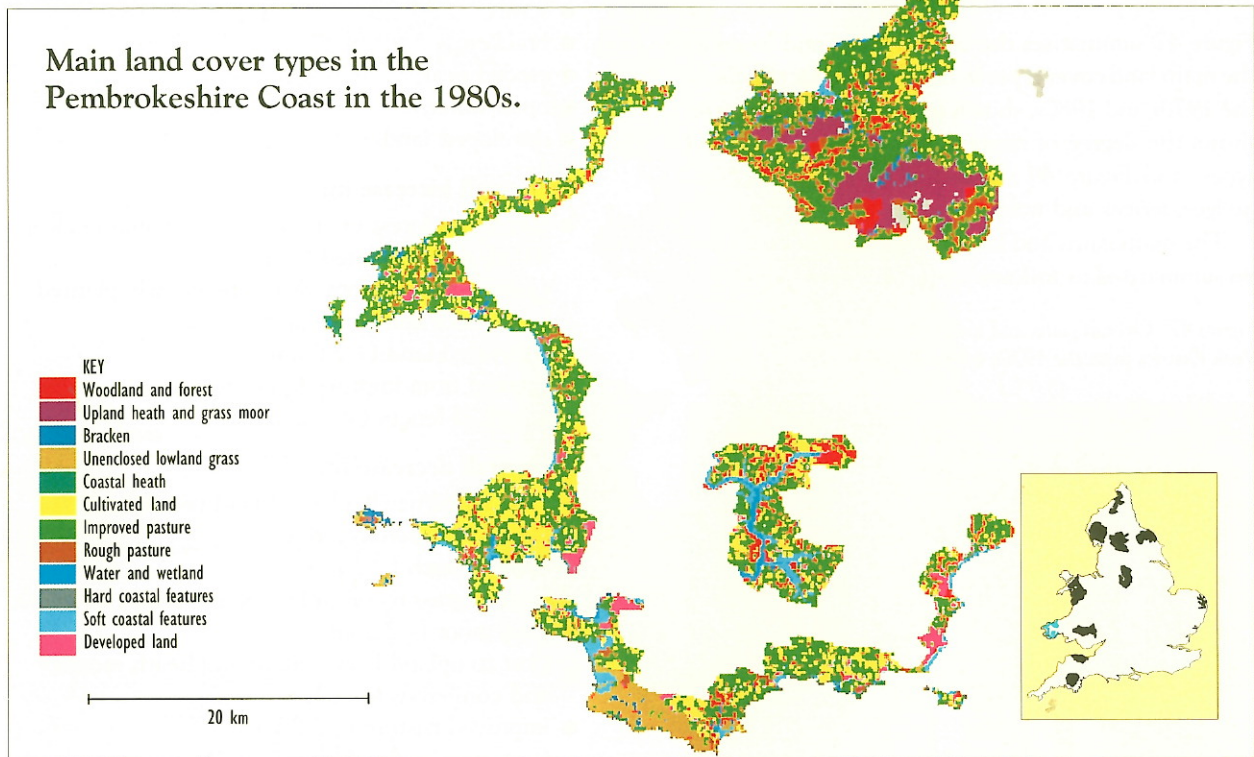 Main land cover types in the
Pembrokeshire Coast in the 1980s.
KEY
Woodland and forest
Upland heath and grass moor
Bracken
Unenclosed lowland grass
Coastal heath
Cultivated land
Improved pasture
Rough pasture
Water and wetland
Hard coastal features
Soft coastal features
Developed land
20 km